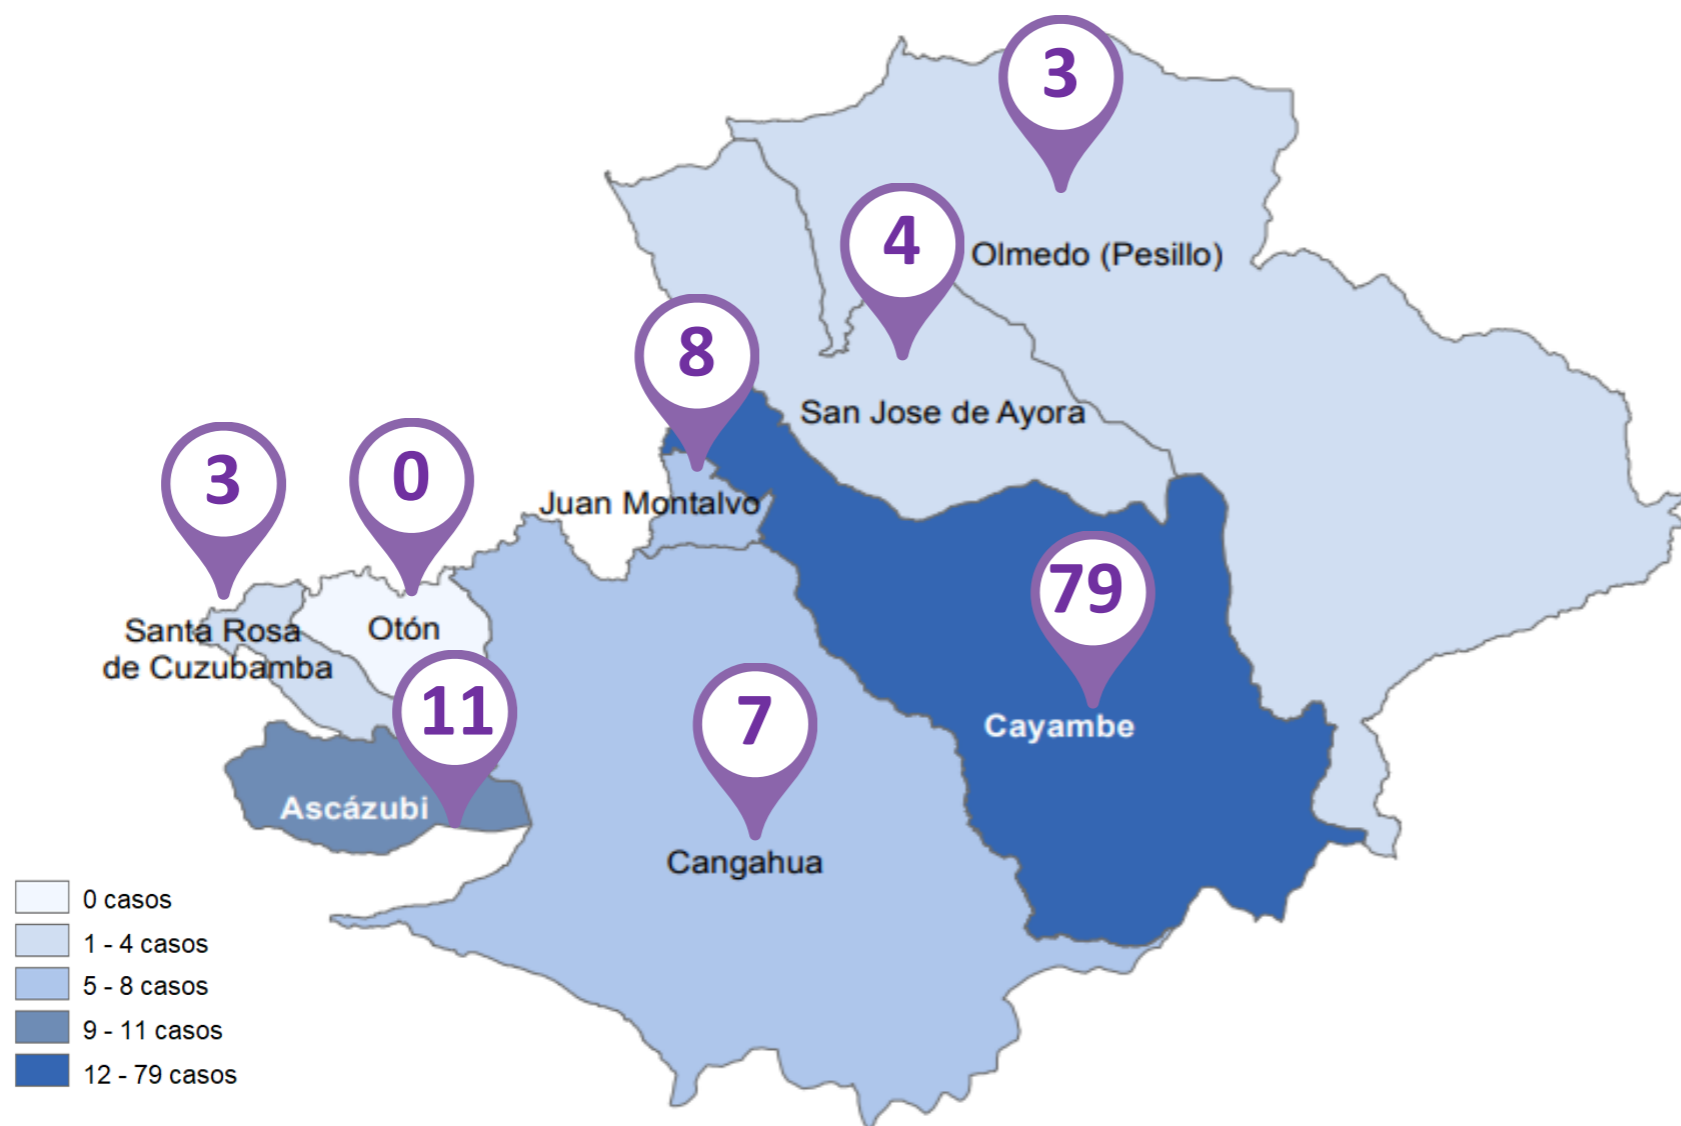 3
4
Olmedo (Pesillo)
8
San Jose de Ayora
3
0
Juan Montalvo
79
Santa Rosa
de Cuzubamba
Otón
11
7
Cayambe
Ascázubi
Cangahua
0 casos
1 - 4 casos
5 - 8 casos
9 - 11 casos
12 - 79 casos